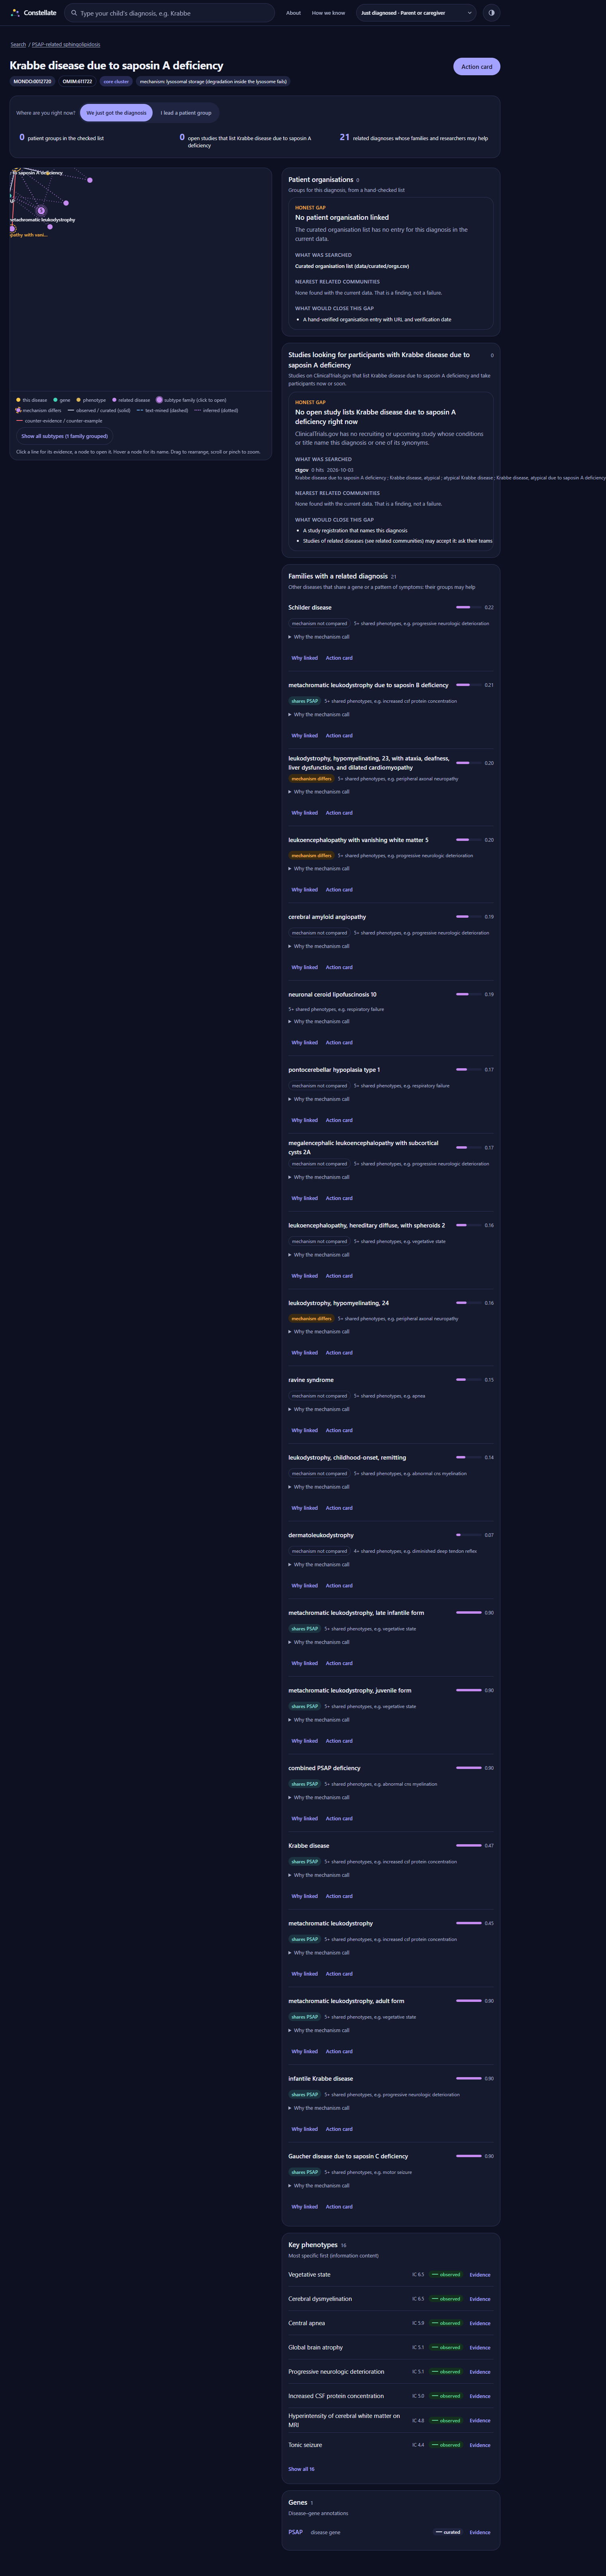 Constellate
Type your child's diagnosis, e.g. Krabbe
About
How we know
Just diagnosed · Parent or caregiver
Search / PSAP-related sphingolipidosis
Krabbe disease due to saposin A deficiency
Action card
MONDO:0012720
OMIM:611722
core cluster
mechanism: lysosomal storage (degradation inside the lysosome fails)
Where are you right now?
We just got the diagnosis
I lead a patient group
0 patient groups in the checked list
0 open studies that list Krabbe disease due to saposin A deficiency
21 related diagnoses whose families and researchers may help
saposin A deficiency
metachromatic leukodystrophy
pathy with vani...
this disease
gene
phenotype
related disease
subtype family (click to open)
mechanism differs
observed / curated (solid)
text-mined (dashed)
inferred (dotted)
counter-evidence / counter-example
Show all subtypes (1 family grouped)
Click a line for its evidence, a node to open it. Hover a node for its name. Drag to rearrange, scroll or pinch to zoom.
Patient organisations 0
Groups for this diagnosis, from a hand-checked list
HONEST GAP
No patient organisation linked
The curated organisation list has no entry for this diagnosis in the
current data.
WHAT WAS SEARCHED
Curated organisation list (data/curated/orgs.csv)
NEAREST RELATED COMMUNITIES
None found with the current data. That is a finding, not a failure.
WHAT WOULD CLOSE THIS GAP
A hand-verified organisation entry with URL and verification date
Studies looking for participants with Krabbe disease due to
saposin A deficiency
0
Studies on ClinicalTrials.gov that list Krabbe disease due to saposin A deficiency and take
participants now or soon.
HONEST GAP
No open study lists Krabbe disease due to saposin A
deficiency right now
ClinicalTrials.gov has no recruiting or upcoming study whose conditions
or title name this diagnosis or one of its synonyms.
WHAT WAS SEARCHED
ctgov 0 hits 2026-10-03
Krabbe disease due to saposin A deficiency ; Krabbe disease, atypical ; atypical Krabbe disease ; Krabbe disease, atypical due to saposin A deficiency
NEAREST RELATED COMMUNITIES
None found with the current data. That is a finding, not a failure.
WHAT WOULD CLOSE THIS GAP
A study registration that names this diagnosis
Studies of related diseases (see related communities) may accept it: ask their teams
Families with a related diagnosis 21
Other diseases that share a gene or a pattern of symptoms: their groups may help
Schilder disease
0.22
mechanism not compared 5+ shared phenotypes, e.g. progressive neurologic deterioration
Why the mechanism call
Why linked Action card
metachromatic leukodystrophy due to saposin B deficiency
0.21
shares PSAP 5+ shared phenotypes, e.g. increased csf protein concentration
Why the mechanism call
Why linked Action card
leukodystrophy, hypomyelinating, 23, with ataxia, deafness,
liver dysfunction, and dilated cardiomyopathy
0.20
mechanism differs 5+ shared phenotypes, e.g. peripheral axonal neuropathy
Why the mechanism call
Why linked Action card
leukoencephalopathy with vanishing white matter 5
0.20
mechanism differs 5+ shared phenotypes, e.g. progressive neurologic deterioration
Why the mechanism call
Why linked Action card
cerebral amyloid angiopathy
0.19
mechanism not compared 5+ shared phenotypes, e.g. progressive neurologic deterioration
Why the mechanism call
Why linked Action card
neuronal ceroid lipofuscinosis 10
0.19
5+ shared phenotypes, e.g. respiratory failure
Why the mechanism call
Why linked Action card
pontocerebellar hypoplasia type 1
0.17
mechanism not compared 5+ shared phenotypes, e.g. respiratory failure
Why the mechanism call
Why linked Action card
megalencephalic leukoencephalopathy with subcortical
cysts 2A
0.17
mechanism not compared 5+ shared phenotypes, e.g. progressive neurologic deterioration
Why the mechanism call
Why linked Action card
leukoencephalopathy, hereditary diffuse, with spheroids 2
0.16
mechanism not compared 5+ shared phenotypes, e.g. vegetative state
Why the mechanism call
Why linked Action card
leukodystrophy, hypomyelinating, 24
0.16
mechanism differs 5+ shared phenotypes, e.g. peripheral axonal neuropathy
Why the mechanism call
Why linked Action card
ravine syndrome
0.15
mechanism not compared 5+ shared phenotypes, e.g. apnea
Why the mechanism call
Why linked Action card
leukodystrophy, childhood-onset, remitting
0.14
mechanism not compared 5+ shared phenotypes, e.g. abnormal cns myelination
Why the mechanism call
Why linked Action card
dermatoleukodystrophy
0.07
mechanism not compared 4+ shared phenotypes, e.g. diminished deep tendon reflex
Why the mechanism call
Why linked Action card
metachromatic leukodystrophy, late infantile form
0.90
shares PSAP 5+ shared phenotypes, e.g. vegetative state
Why the mechanism call
Why linked Action card
metachromatic leukodystrophy, juvenile form
0.90
shares PSAP 5+ shared phenotypes, e.g. vegetative state
Why the mechanism call
Why linked Action card
combined PSAP deficiency
0.90
shares PSAP 5+ shared phenotypes, e.g. abnormal cns myelination
Why the mechanism call
Why linked Action card
Krabbe disease
0.47
shares PSAP 5+ shared phenotypes, e.g. increased csf protein concentration
Why the mechanism call
Why linked Action card
metachromatic leukodystrophy
0.45
shares PSAP 5+ shared phenotypes, e.g. increased csf protein concentration
Why the mechanism call
Why linked Action card
metachromatic leukodystrophy, adult form
0.90
shares PSAP 5+ shared phenotypes, e.g. vegetative state
Why the mechanism call
Why linked Action card
infantile Krabbe disease
0.90
shares PSAP 5+ shared phenotypes, e.g. progressive neurologic deterioration
Why the mechanism call
Why linked Action card
Gaucher disease due to saposin C deficiency
0.90
shares PSAP 5+ shared phenotypes, e.g. motor seizure
Why the mechanism call
Why linked Action card
Key phenotypes 16
Most specific first (information content)
Vegetative state IC 6.5 observed Evidence
Cerebral dysmyelination IC 6.5 observed Evidence
Central apnea IC 5.8 observed Evidence
Global brain atrophy IC 5.1 observed Evidence
Progressive neurologic deterioration IC 5.1 observed Evidence
Increased CSF protein concentration IC 5.0 observed Evidence
Hyperintensity of cerebral white matter on
MRI
IC 4.8 observed Evidence
Tonic seizure IC 4.4 observed Evidence
Show all 16
Genes 1
Disease–gene annotations
PSAP disease gene curated Evidence